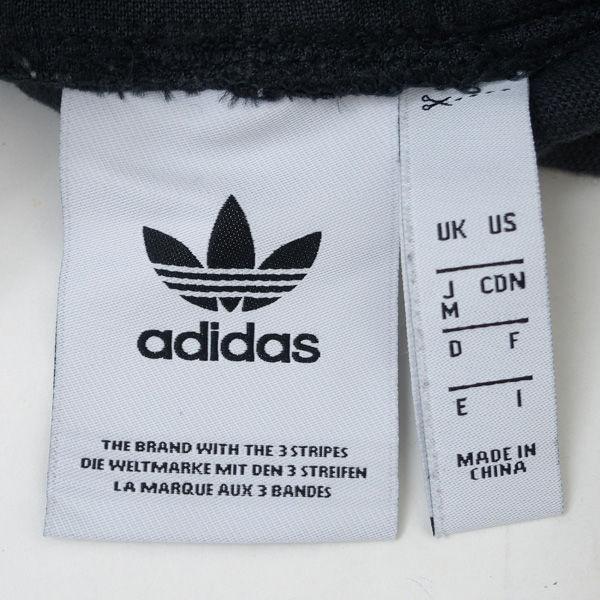 adidas
THE BRAND WITH THE 3 STRIPES
DIE WELTMARKE MIT DEN 3 STREIFEN
LA MARQUE AUX 3 BANDES
UK US
J CDN
M
D F
E I
MADE IN
CHINA